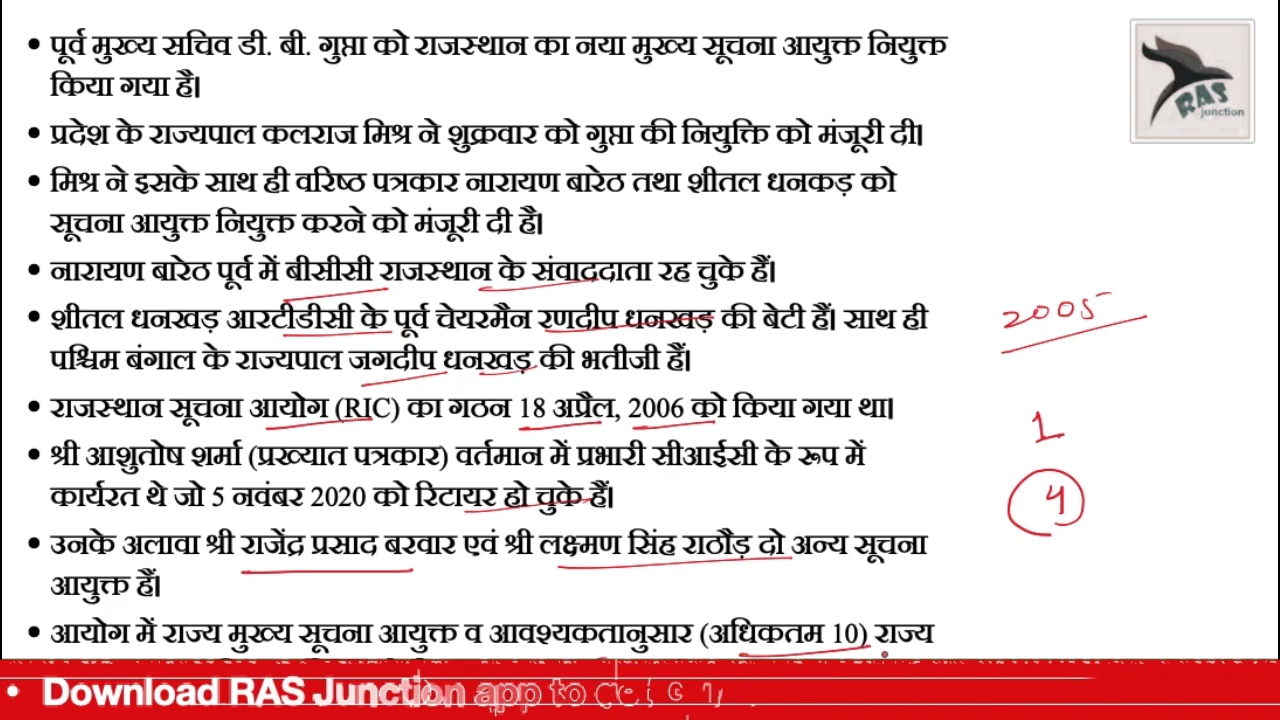 • पूर्व मुख्य सचिव डी. बी. गुप्ता को राजस्थान का नया मुख्य सूचना आयुक्त नियुक्त
किया गया है।
• प्रदेश के राज्यपाल कलराज मिश्र ने शुक्रवार को गुप्ता की नियुक्ति को मंजूरी दी।
• मिश्र ने इसके साथ ही वरिष्ठ पत्रकार नारायण बारेठ तथा शीतल धनकड़ को
सूचना आयुक्त नियुक्त करने को मंजूरी दी है।
• नारायण बारेठ पूर्व में बीसीसी राजस्थान के संवाददाता रह चुके हैं।
• शीतल धनखड़ आरटीडीसी के पूर्व चेयरमैन रणदीप धनखड़ की बेटी हैं। साथ ही
पश्चिम बंगाल के राज्यपाल जगदीप धनखड़ की भतीजी हैं।
• राजस्थान सूचना आयोग (RIC) का गठन 18 अप्रैल, 2006 को किया गया था।
• श्री आशुतोष शर्मा (प्रख्यात पत्रकार) वर्तमान में प्रभारी सीआईसी के रूप में
कार्यरत थे जो 5 नवंबर 2020 को रिटायर हो चुके हैं।
• उनके अलावा श्री राजेंद्र प्रसाद बरवार एवं श्री लक्ष्मण सिंह राठौड़ दो अन्य सूचना
आयुक्त हैं।
• आयोग में राज्य मुख्य सूचना आयुक्त व आवश्यकतानुसार (अधिकतम 10) राज्य
RAS
junction
2005
1
4
• Download RAS Junction app to get